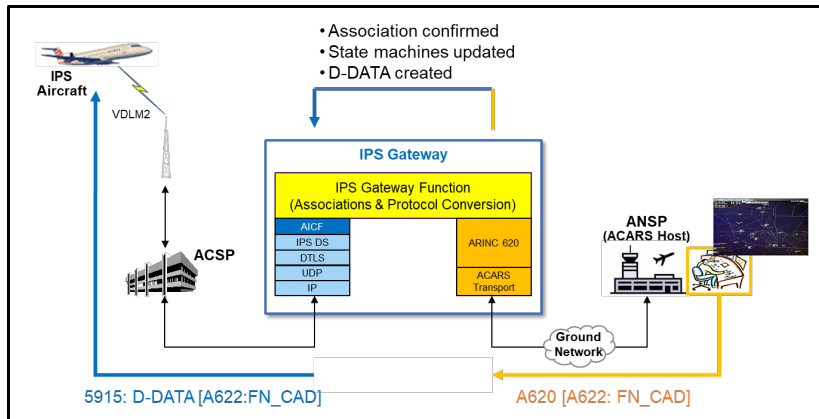 • Association confirmed
• State machines updated
• D-DATA created
IPS
Aircraft
VDLM2
IPS Gateway
IPS Gateway Function
(Associations & Protocol Conversion)
AICF
IPS DS
DTLS
UDP
IP
ARINC 620
ACARS
Transport
ACSP
ANSP
(ACARS Host)
Ground
Network
5915: D-DATA [A622:FN_CAD]
A620 [A622: FN_CAD]